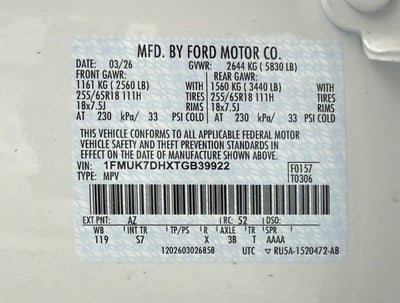 MFD. BY FORD MOTOR CO.
DATE: 03/26 GVWR: 2644 KG ( 5830 LB)
FRONT GAWR: REAR GAWR:
1161 KG ( 2560 LB) WITH 1560 KG ( 3440 LB) WITH
255/65R18 111H TIRES 255/65R18 111H TIRES
18x7.5J RIMS 18x7.5J RIMS
AT 230 kPa/ 33 PSI COLD AT 230 kPa/ 33 PSI COLD
THIS VEHICLE CONFORMS TO ALL APPLICABLE FEDERAL MOTOR
VEHICLE SAFETY AND BUMPER AND THEFT PREVENTION STANDARDS
IN EFFECT ON THE DATE OF MANUFACTURE SHOWN ABOVE.
VIN: 1FMUK7DHXTGB39922 F0157
TYPE: MPV T0306
EXT PNT: AZ RC: 52 DSO:
WB INT TR TP/PS R AXLE TR SPR
119 S7 X 3B T AAAA
1202603026858 UTC ▽ RU5A-1520472-AB